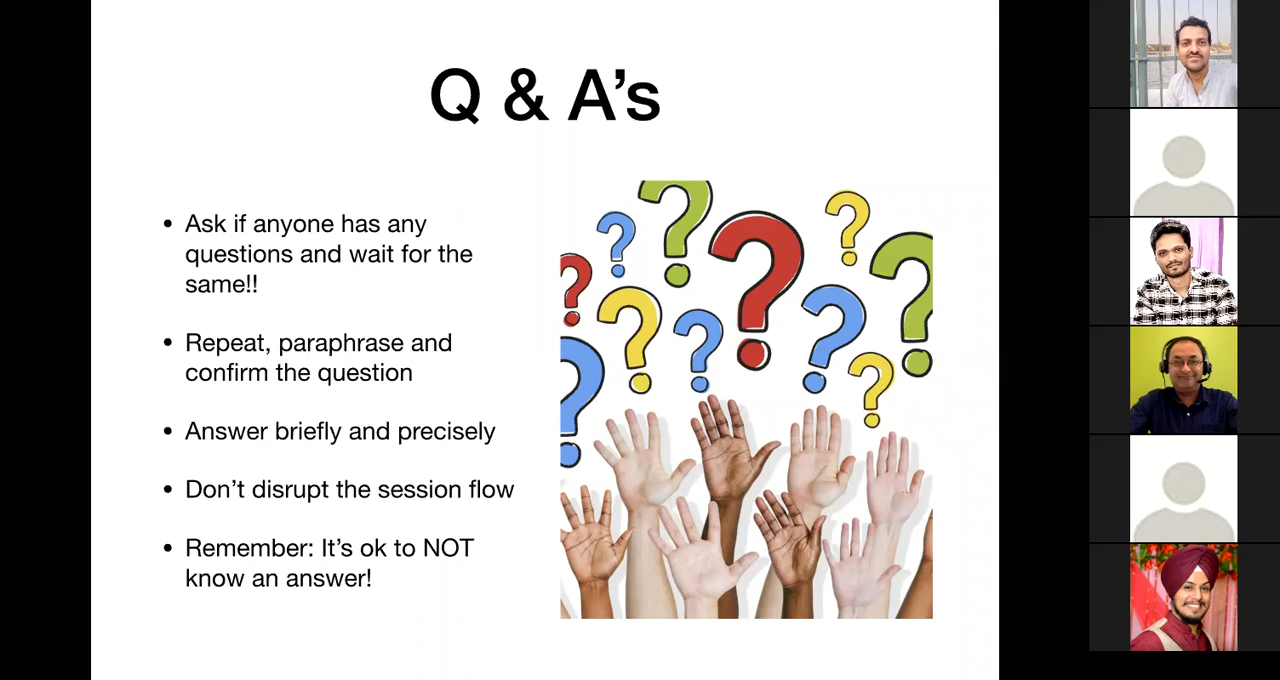 Q & A’s
• Ask if anyone has any
questions and wait for the
same!!
• Repeat, paraphrase and
confirm the question
• Answer briefly and precisely
• Don’t disrupt the session flow
• Remember: It’s ok to NOT
know an answer!